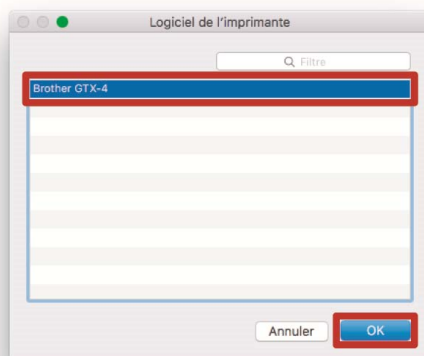 Logiciel de l'imprimante
Filtre
Brother GTX-4
Annuler
OK